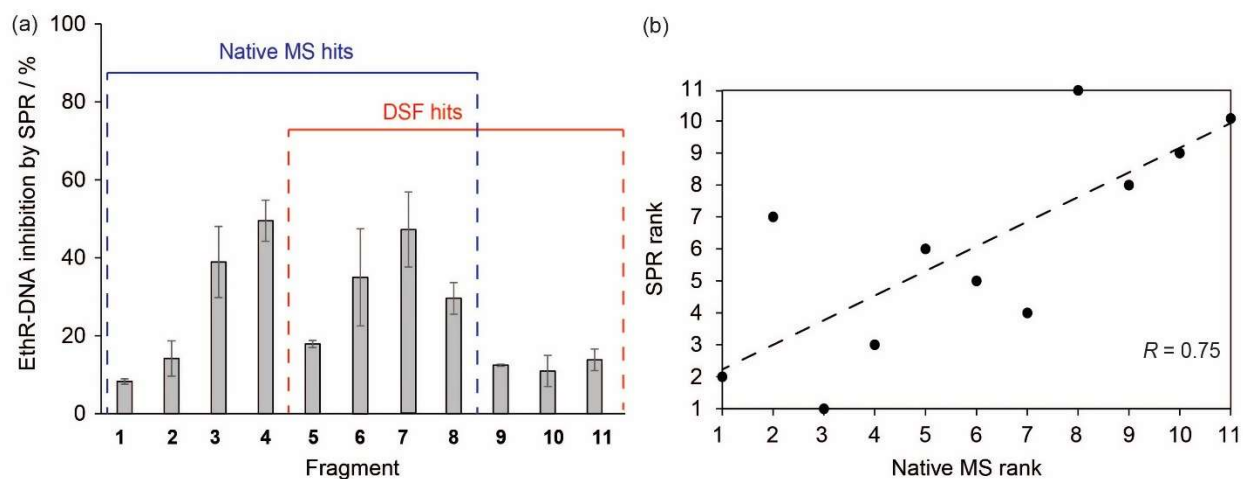 (a)
EthR-DNA inhibition by SPR / %
100
80
60
40
20
0
Native MS hits
DSF hits
1 2 3 4 5 6 7 8 9 10 11
Fragment
(b)
SPR rank
11
10
9
8
7
6
5
4
3
2
1
R = 0.75
1 2 3 4 5 6 7 8 9 10 11
Native MS rank